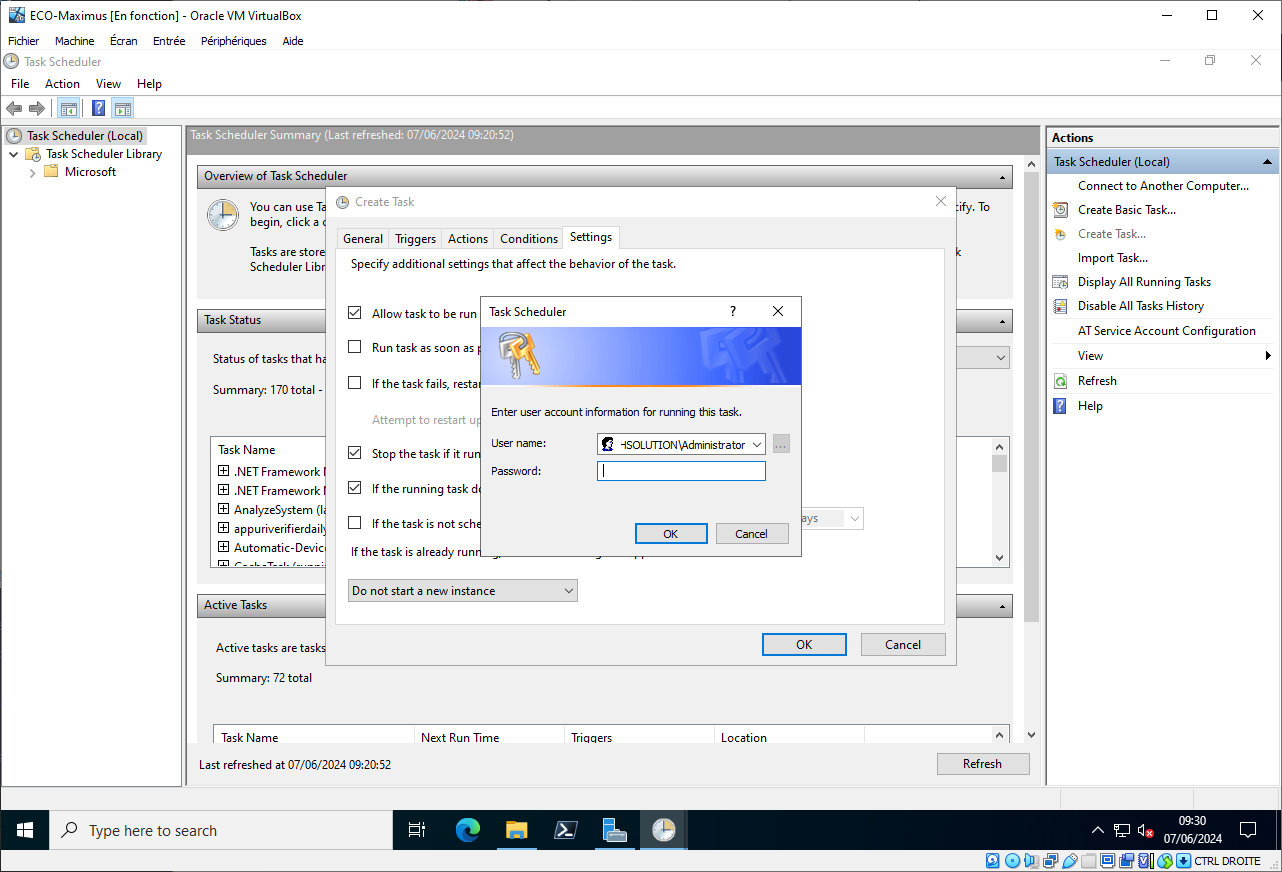 ECO-Maximus [En fonction] - Oracle VM VirtualBox
Fichier Machine Écran Entrée Périphériques Aide
Task Scheduler
File Action View Help
Task Scheduler (Local)
Task Scheduler Library
Microsoft
Task Scheduler Summary (Last refreshed: 07/06/2024 09:20:52)
Overview of Task Scheduler
You can use Ta
cify. To
begin, click a c
Tasks are store
k
Scheduler Libr
Task Status
Status of tasks that ha
Summary: 170 total -
Task Name
.NET Framework N
.NET Framework N
AnalyzeSystem (la
appuriverifierdaily
Automatic-Device
CacheTask (runnin
Active Tasks
Active tasks are tasks
Summary: 72 total
Task Name Next Run Time Triggers Location
Last refreshed at 07/06/2024 09:20:52
Refresh
Create Task
General Triggers Actions Conditions Settings
Specify additional settings that affect the behavior of the task.
Allow task to be run
Run task as soon as p
If the task fails, restar
Attempt to restart up
Stop the task if it run
If the running task do
If the task is not sche
ays
If the task is already runn
Do not start a new instance
OK Cancel
Task Scheduler ?
Enter user account information for running this task.
User name: HSOLUTION\Administrator ...
Password:
OK Cancel
Actions
Task Scheduler (Local)
Connect to Another Computer...
Create Basic Task...
Create Task...
Import Task...
Display All Running Tasks
Disable All Tasks History
AT Service Account Configuration
View
Refresh
Help
Type here to search
09:30
07/06/2024
CTRL DROITE